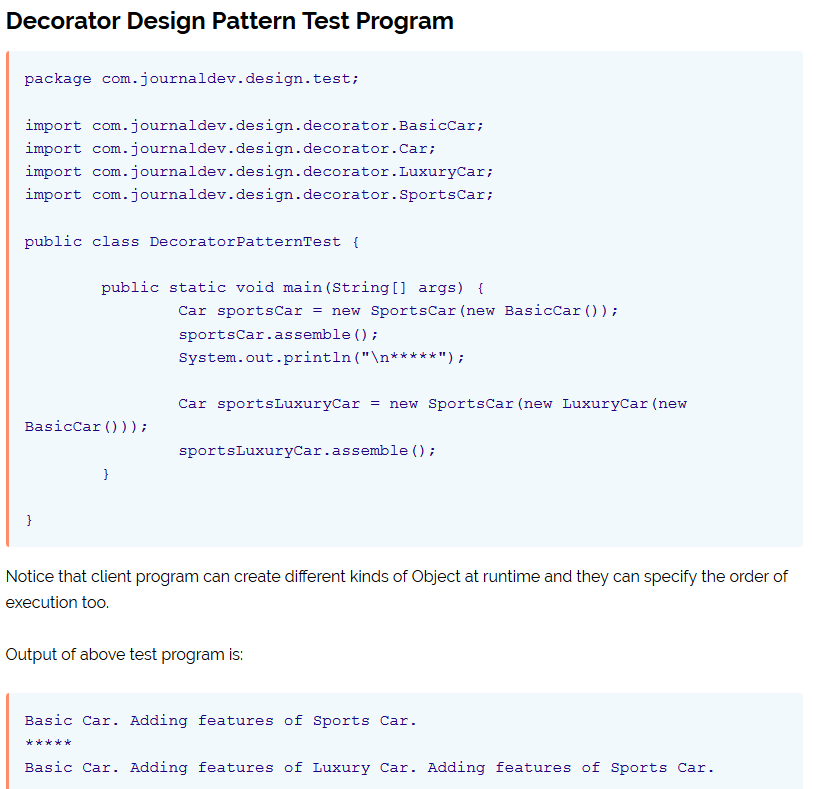 Decorator Design Pattern Test Program
package com.journaldev.design.test;
import com.journaldev.design.decorator.BasicCar;
import com.journaldev.design.decorator.Car;
import com.journaldev.design.decorator.LuxuryCar;
import com.journaldev.design.decorator.SportsCar;
public class DecoratorPatternTest {
public static void main(String[] args) {
Car sportsCar = new SportsCar(new BasicCar());
sportsCar.assemble();
System.out.println("\n*****");
Car sportsLuxuryCar = new SportsCar(new LuxuryCar(new
BasicCar()));
sportsLuxuryCar.assemble();
}
}
Notice that client program can create different kinds of Object at runtime and they can specify the order of
execution too.
Output of above test program is:
Basic Car. Adding features of Sports Car.
*****
Basic Car. Adding features of Luxury Car. Adding features of Sports Car.